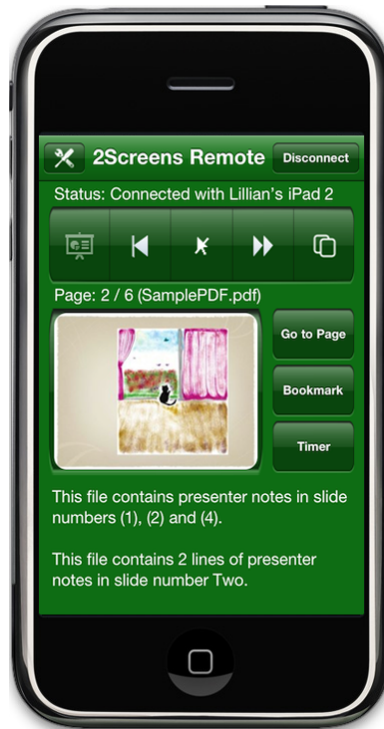 2Screens Remote Disconnect
Status: Connected with Lillian's iPad 2
Page: 2 / 6 (SamplePDF.pdf)
Go to Page
Bookmark
Timer
This file contains presenter notes in slide
numbers (1), (2) and (4).
This file contains 2 lines of presenter
notes in slide number Two.